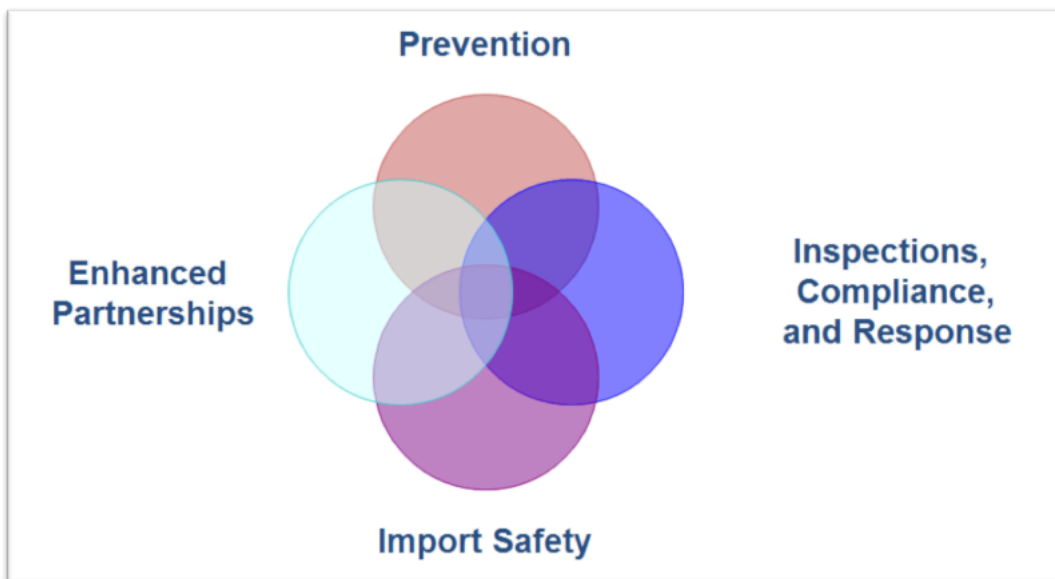 Prevention
Enhanced
Partnerships
Inspections,
Compliance,
and Response
Import Safety